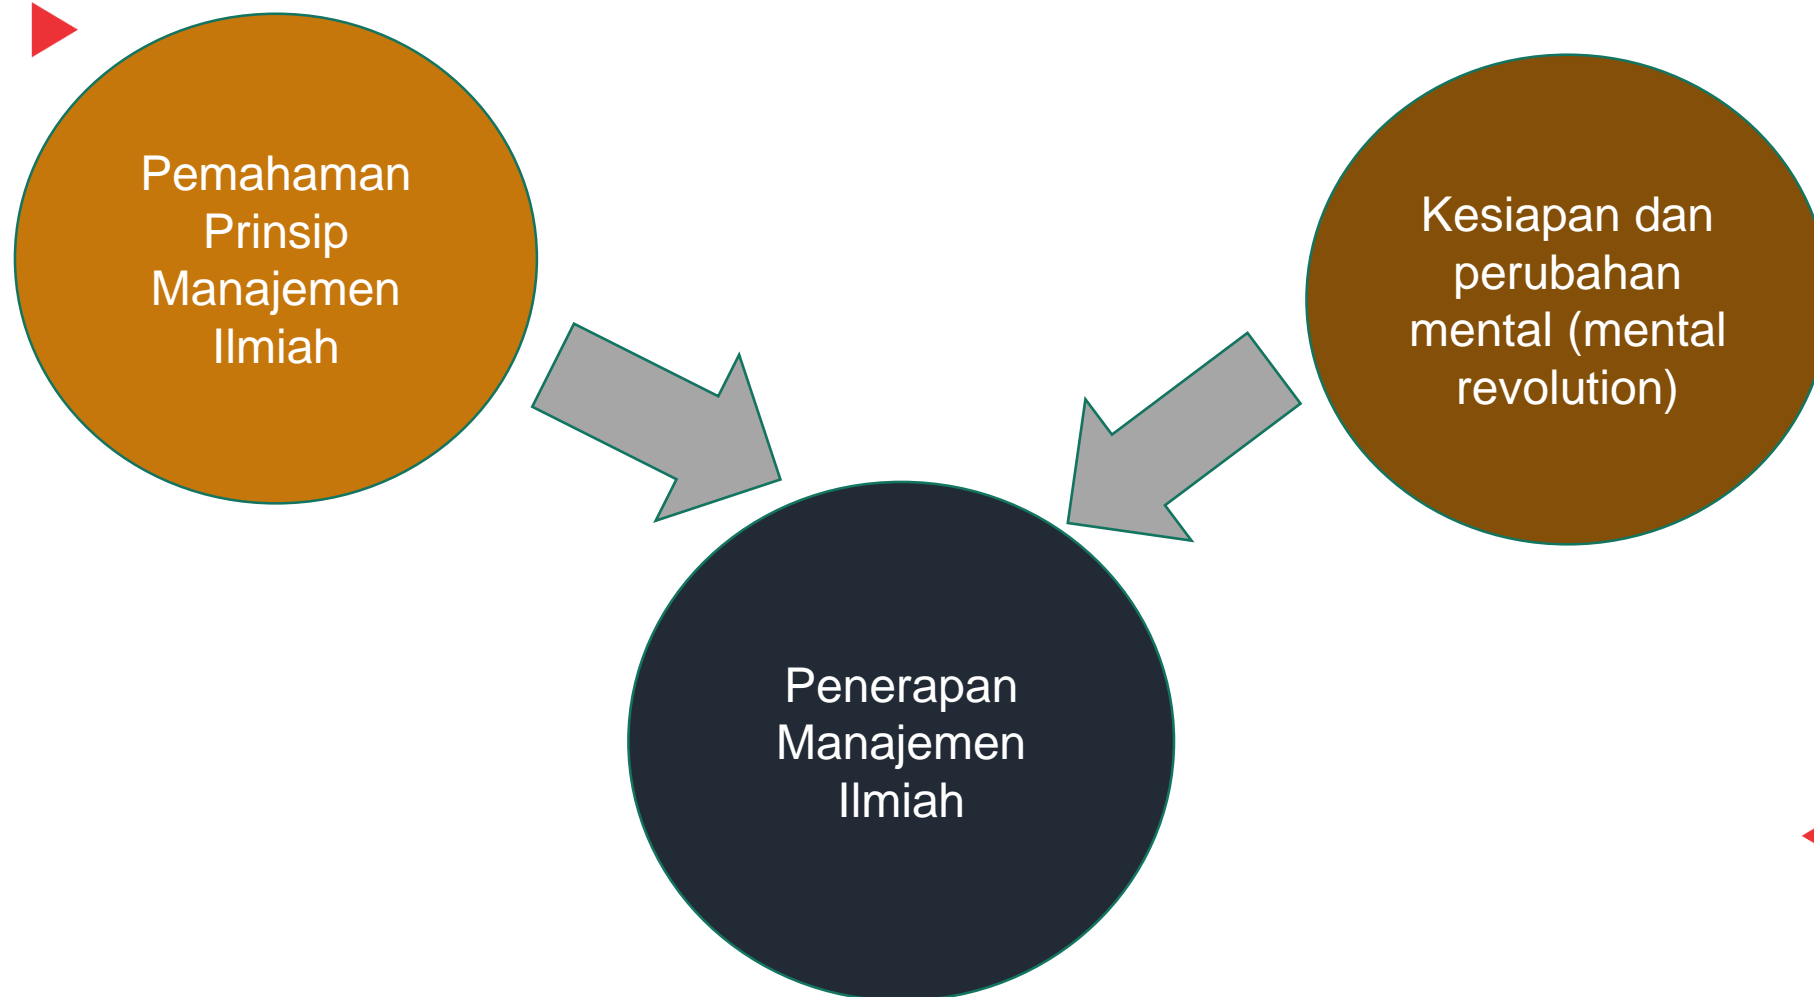 Pemahaman
Prinsip
Manajemen
Ilmiah
Kesiapan dan
perubahan
mental (mental
revolution)
Penerapan
Manajemen
Ilmiah